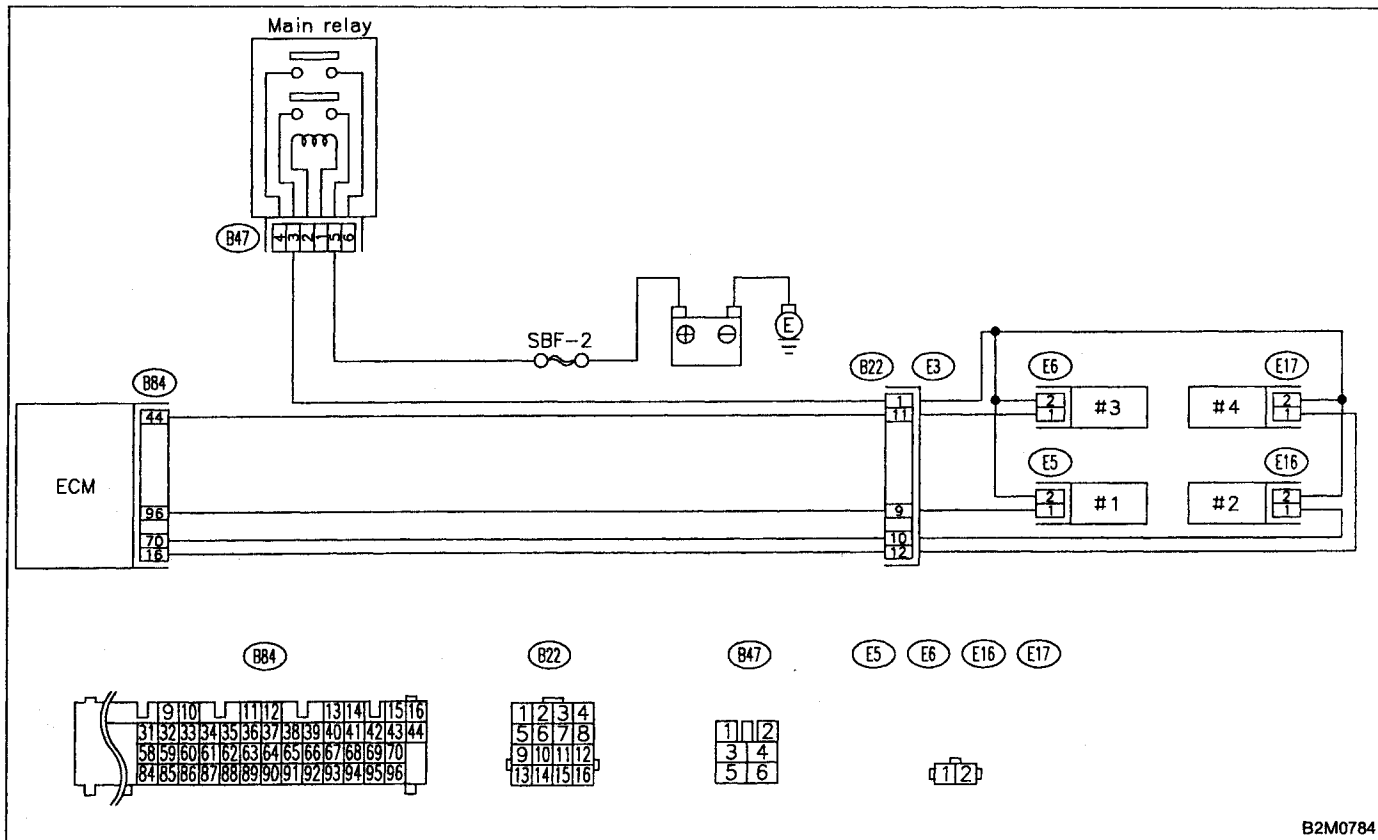 Main relay
B47
4 3 2 1 5 6
SBF-2
⊕ ⊖ E
B84
B22 E3
E6 E17
44
1
11
2
1
#3
#4
2
1
ECM
E5 E16
96
9
2
1
#1
#2
2
1
70
16
10
12
B84 B22 B47 E5 E6 E16 E17
9 10 11 12 13 14 15 16
31 32 33 34 35 36 37 38 39 40 41 42 43 44
58 59 60 61 62 63 64 65 66 67 68 69 70
84 85 86 87 88 89 90 91 92 93 94 95 96
1 2 3 4
5 6 7 8
9 10 11 12
13 14 15 16
1 2
3 4
5 6
1 2
B2M0784